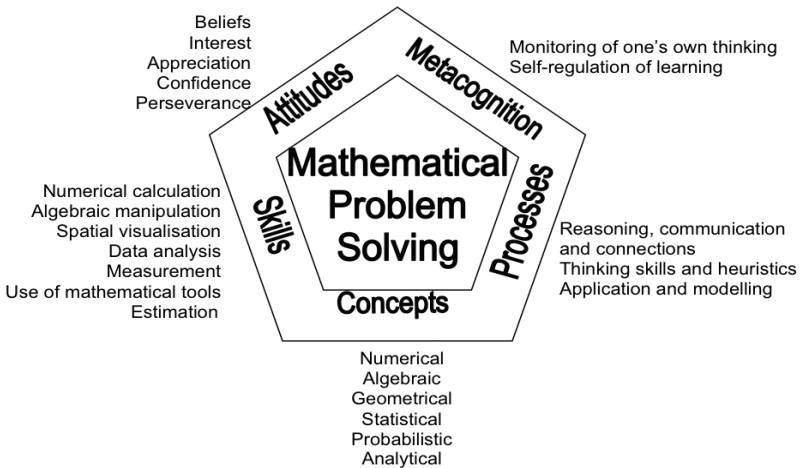 Beliefs
Interest
Appreciation
Confidence
Perseverance
Attitudes
Metacognition
Monitoring of one's own thinking
Self-regulation of learning
Mathematical
Problem
Solving
Numerical calculation
Algebraic manipulation
Spatial visualisation
Data analysis
Measurement
Use of mathematical tools
Estimation
Skills
Processes
Reasoning, communication
and connections
Thinking skills and heuristics
Application and modelling
Concepts
Numerical
Algebraic
Geometrical
Statistical
Probabilistic
Analytical